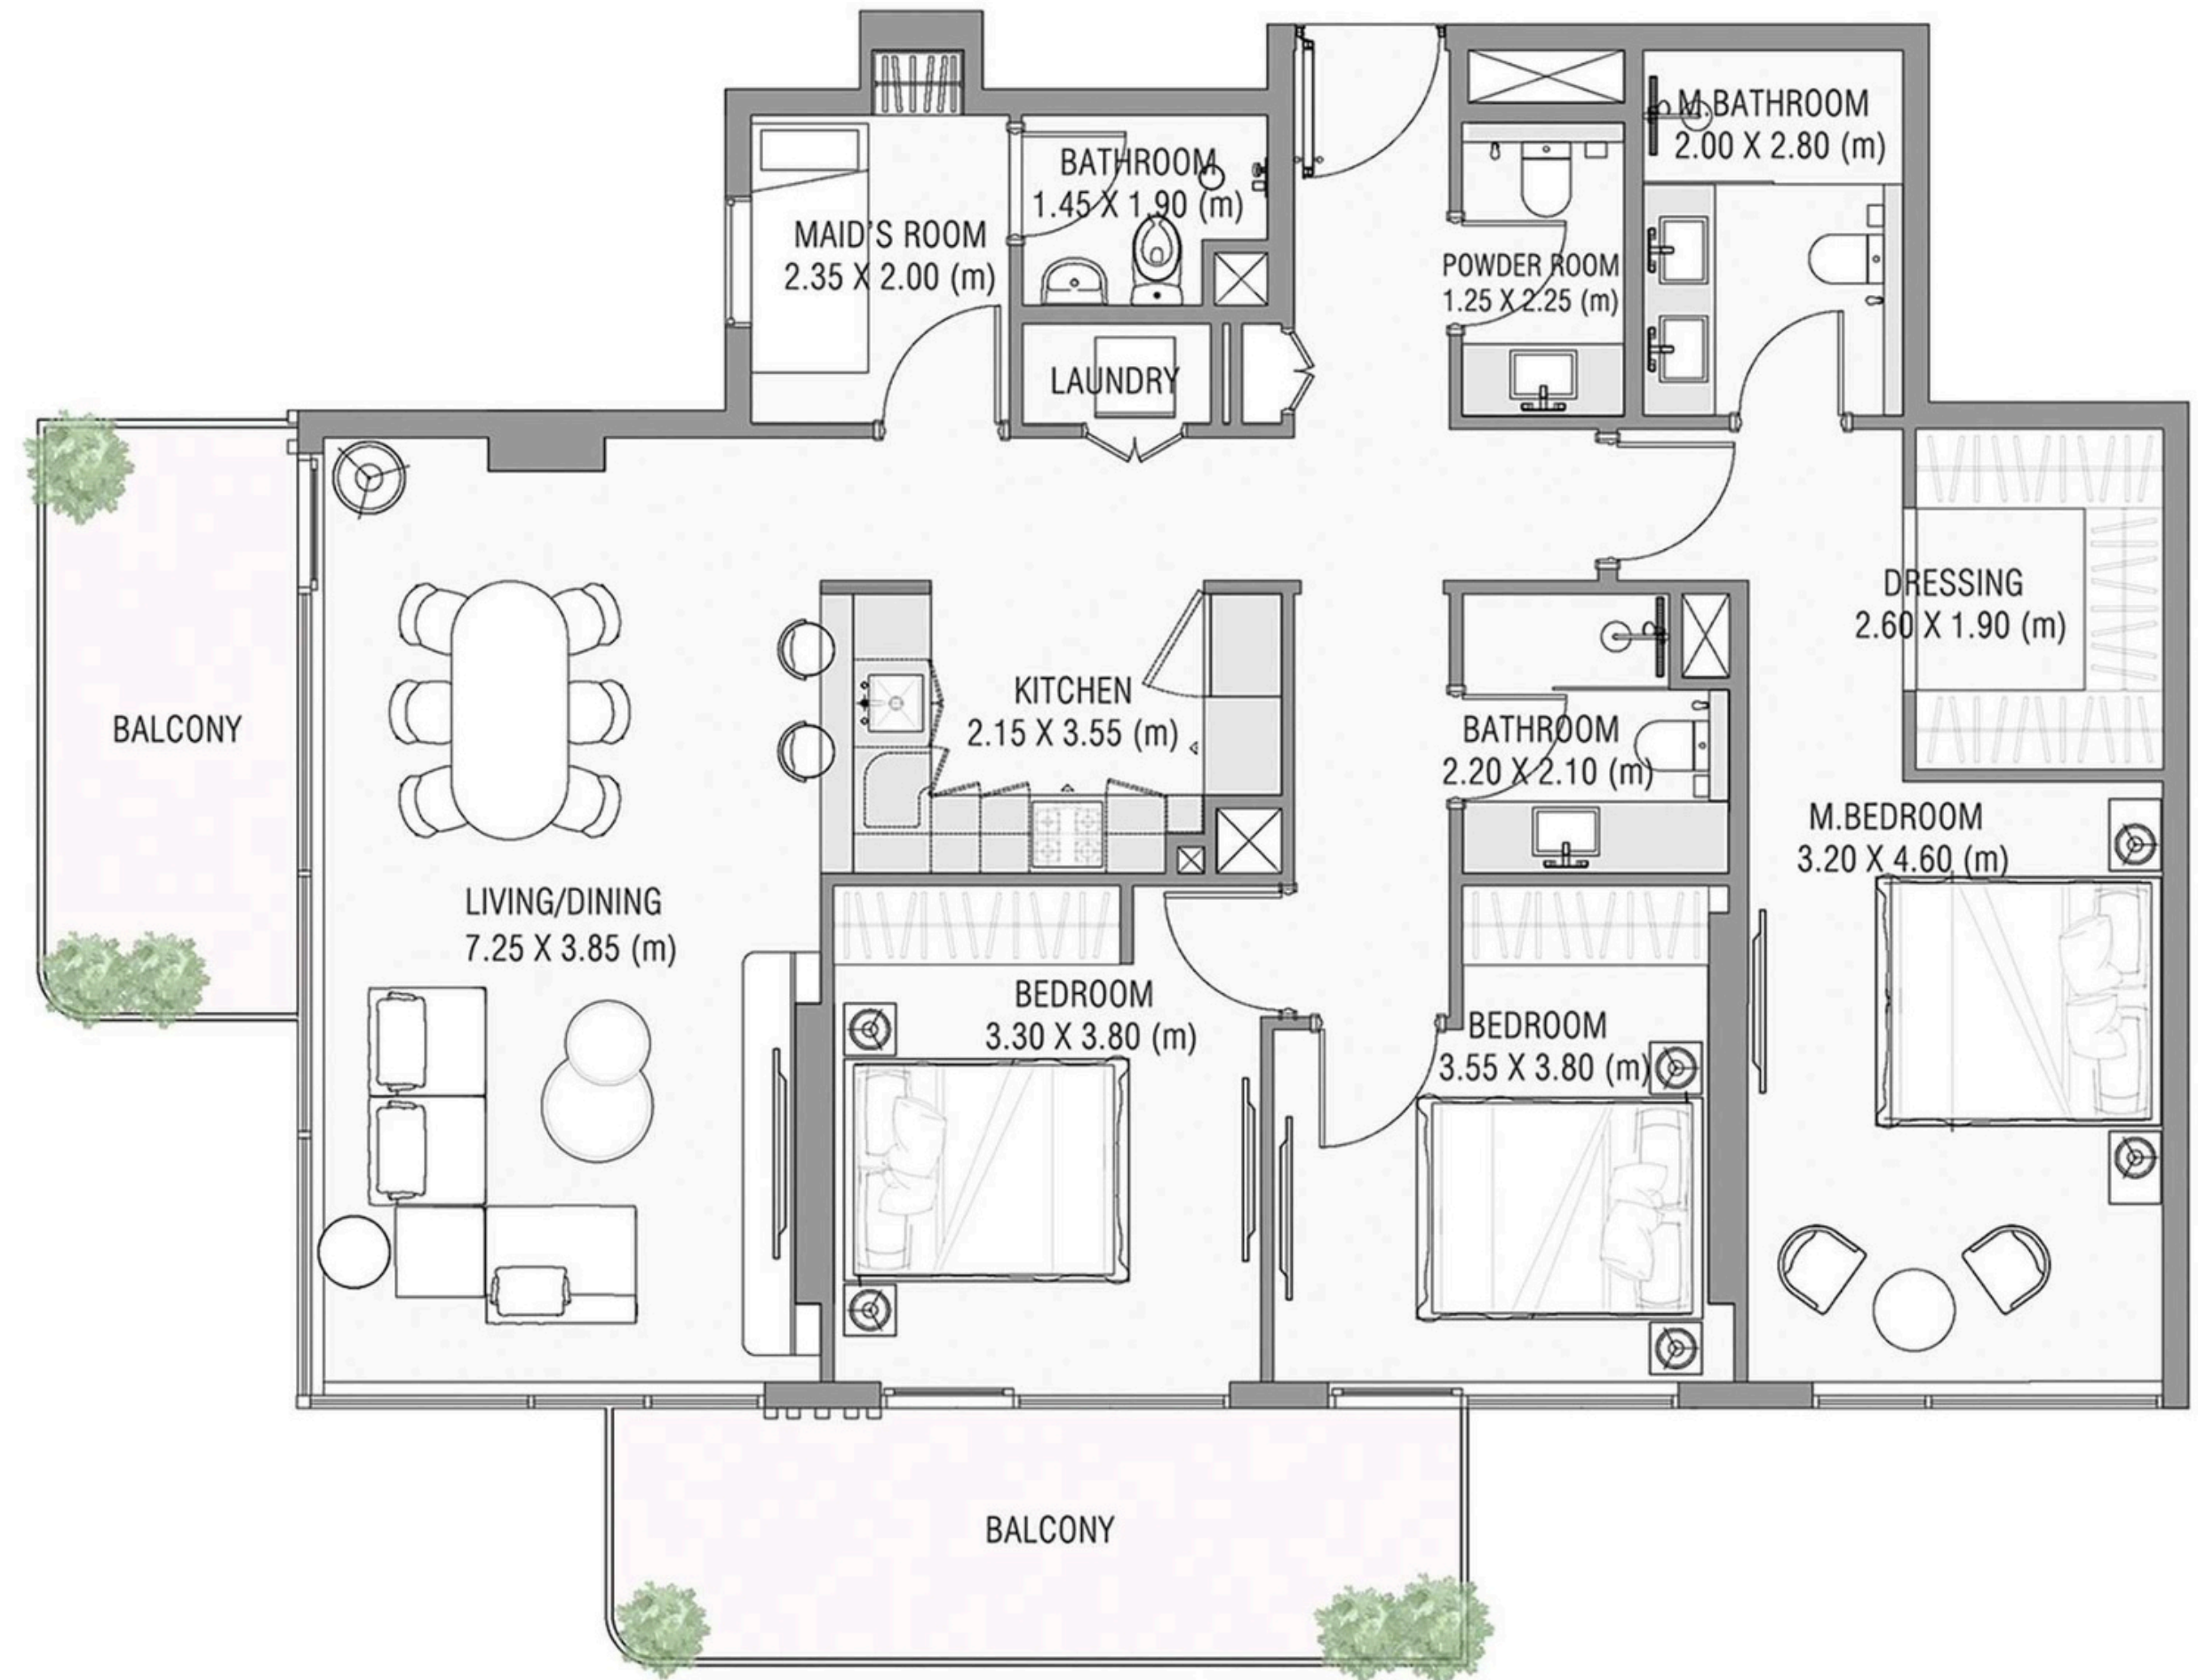 M.BATHROOM
2.00 X 2.80 (m)
BATHROOM
1.45 X 1.90 (m)
MAID'S ROOM
2.35 X 2.00 (m)
POWDER ROOM
1.25 X 2.25 (m)
LAUNDRY
DRESSING
2.60 X 1.90 (m)
KITCHEN
2.15 X 3.55 (m)
BALCONY
BATHROOM
2.20 X 2.10 (m)
M.BEDROOM
3.20 X 4.60 (m)
LIVING/DINING
7.25 X 3.85 (m)
BEDROOM
3.30 X 3.80 (m)
BEDROOM
3.55 X 3.80 (m)
BALCONY